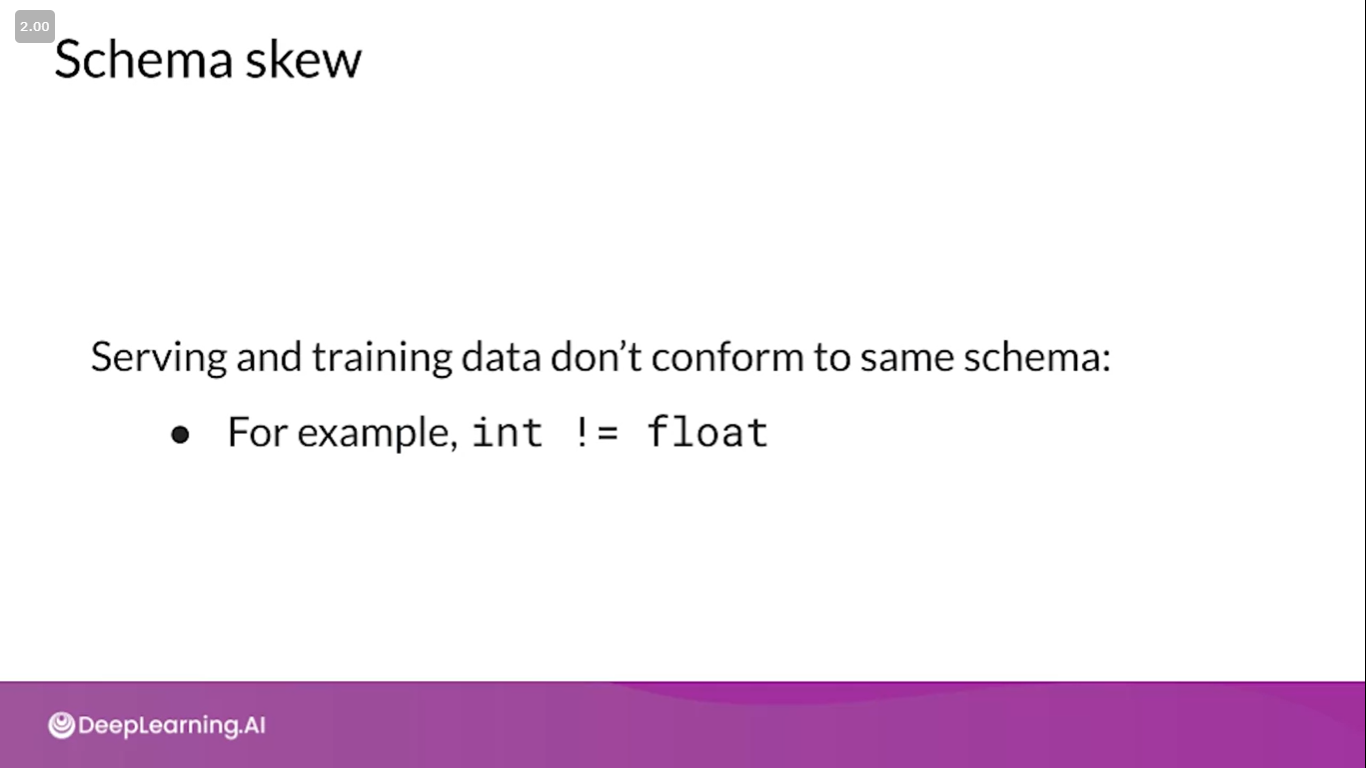 2.00
Schema skew
Serving and training data don’t conform to same schema:
● For example, int != float
DeepLearning.AI